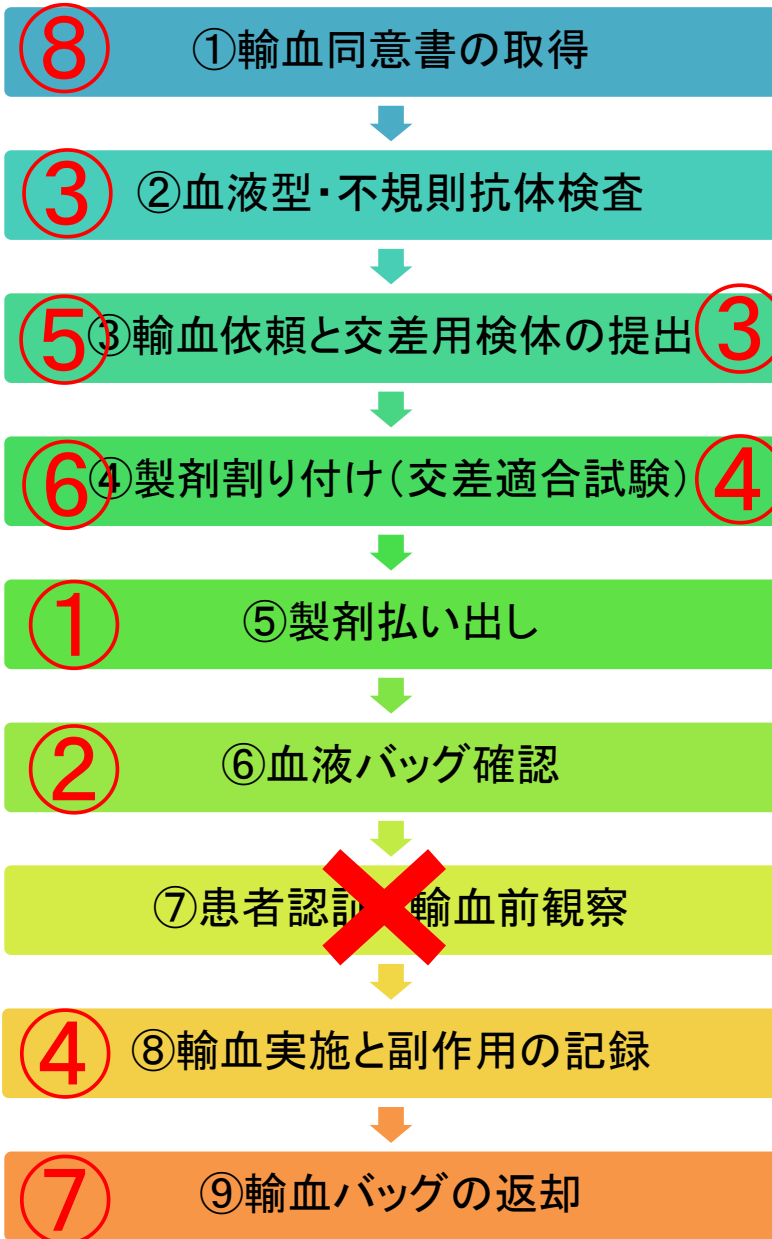 ⑧ ①輸血同意書の取得
③ ②血液型・不規則抗体検査
⑤ ③輸血依頼と交差用検体の提出 ③
⑥ ④製剤割り付け(交差適合試験) ④
① ⑤製剤払い出し
② ⑥血液バッグ確認
⑦患者認証 輸血前観察
④ ⑧輸血実施と副作用の記録
⑦ ⑨輸血バッグの返却